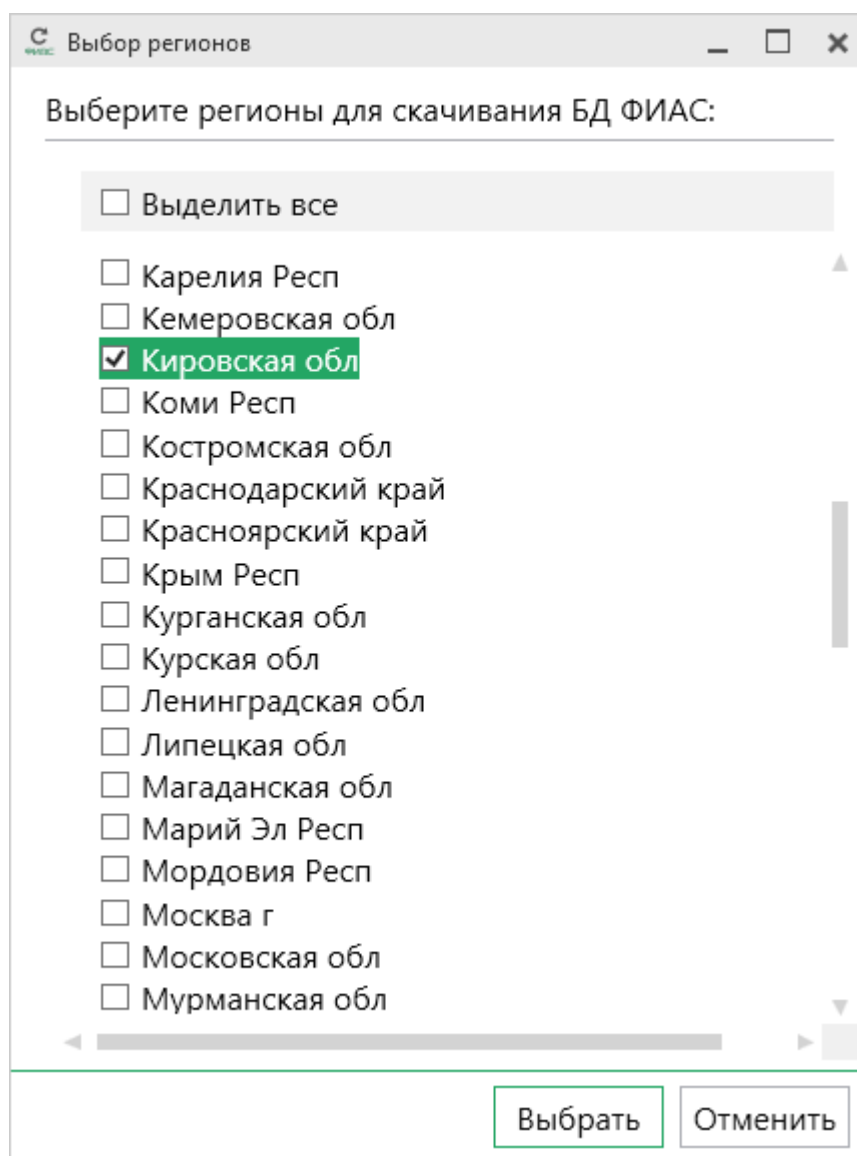 ФИАС Выбор регионов
Выберите регионы для скачивания БД ФИАС:
Выделить все
Карелия Респ
Кемеровская обл
Кировская обл
Коми Респ
Костромская обл
Краснодарский край
Красноярский край
Крым Респ
Курганская обл
Курская обл
Ленинградская обл
Липецкая обл
Магаданская обл
Марий Эл Респ
Мордовия Респ
Москва г
Московская обл
Мурманская обл
Выбрать Отменить